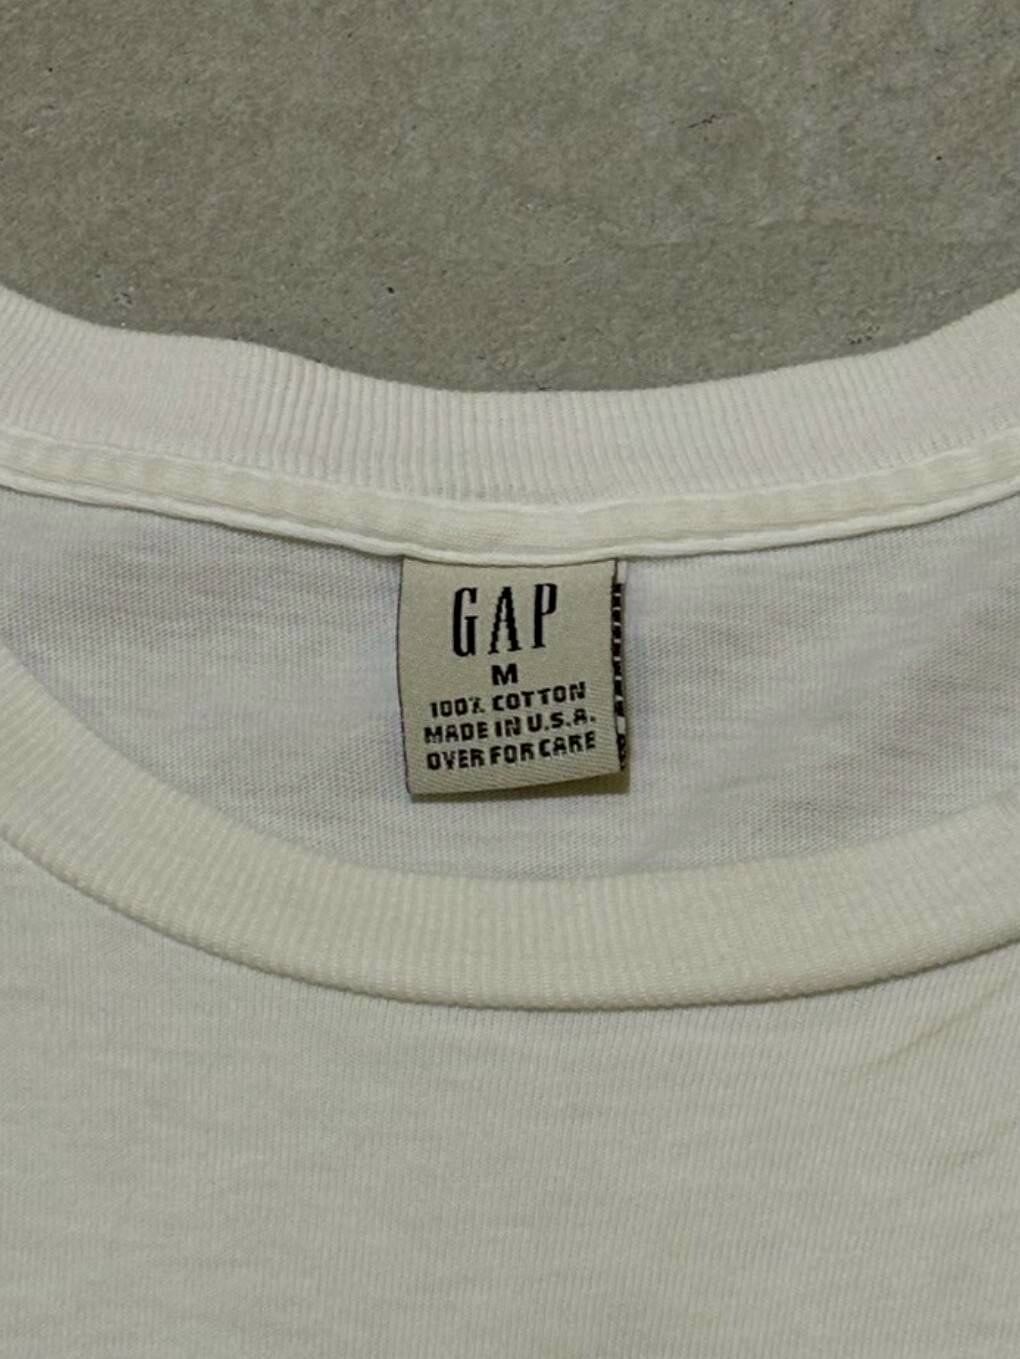 GAP
M
100% COTTON
MADE IN U.S.A.
OVER FOR CARE